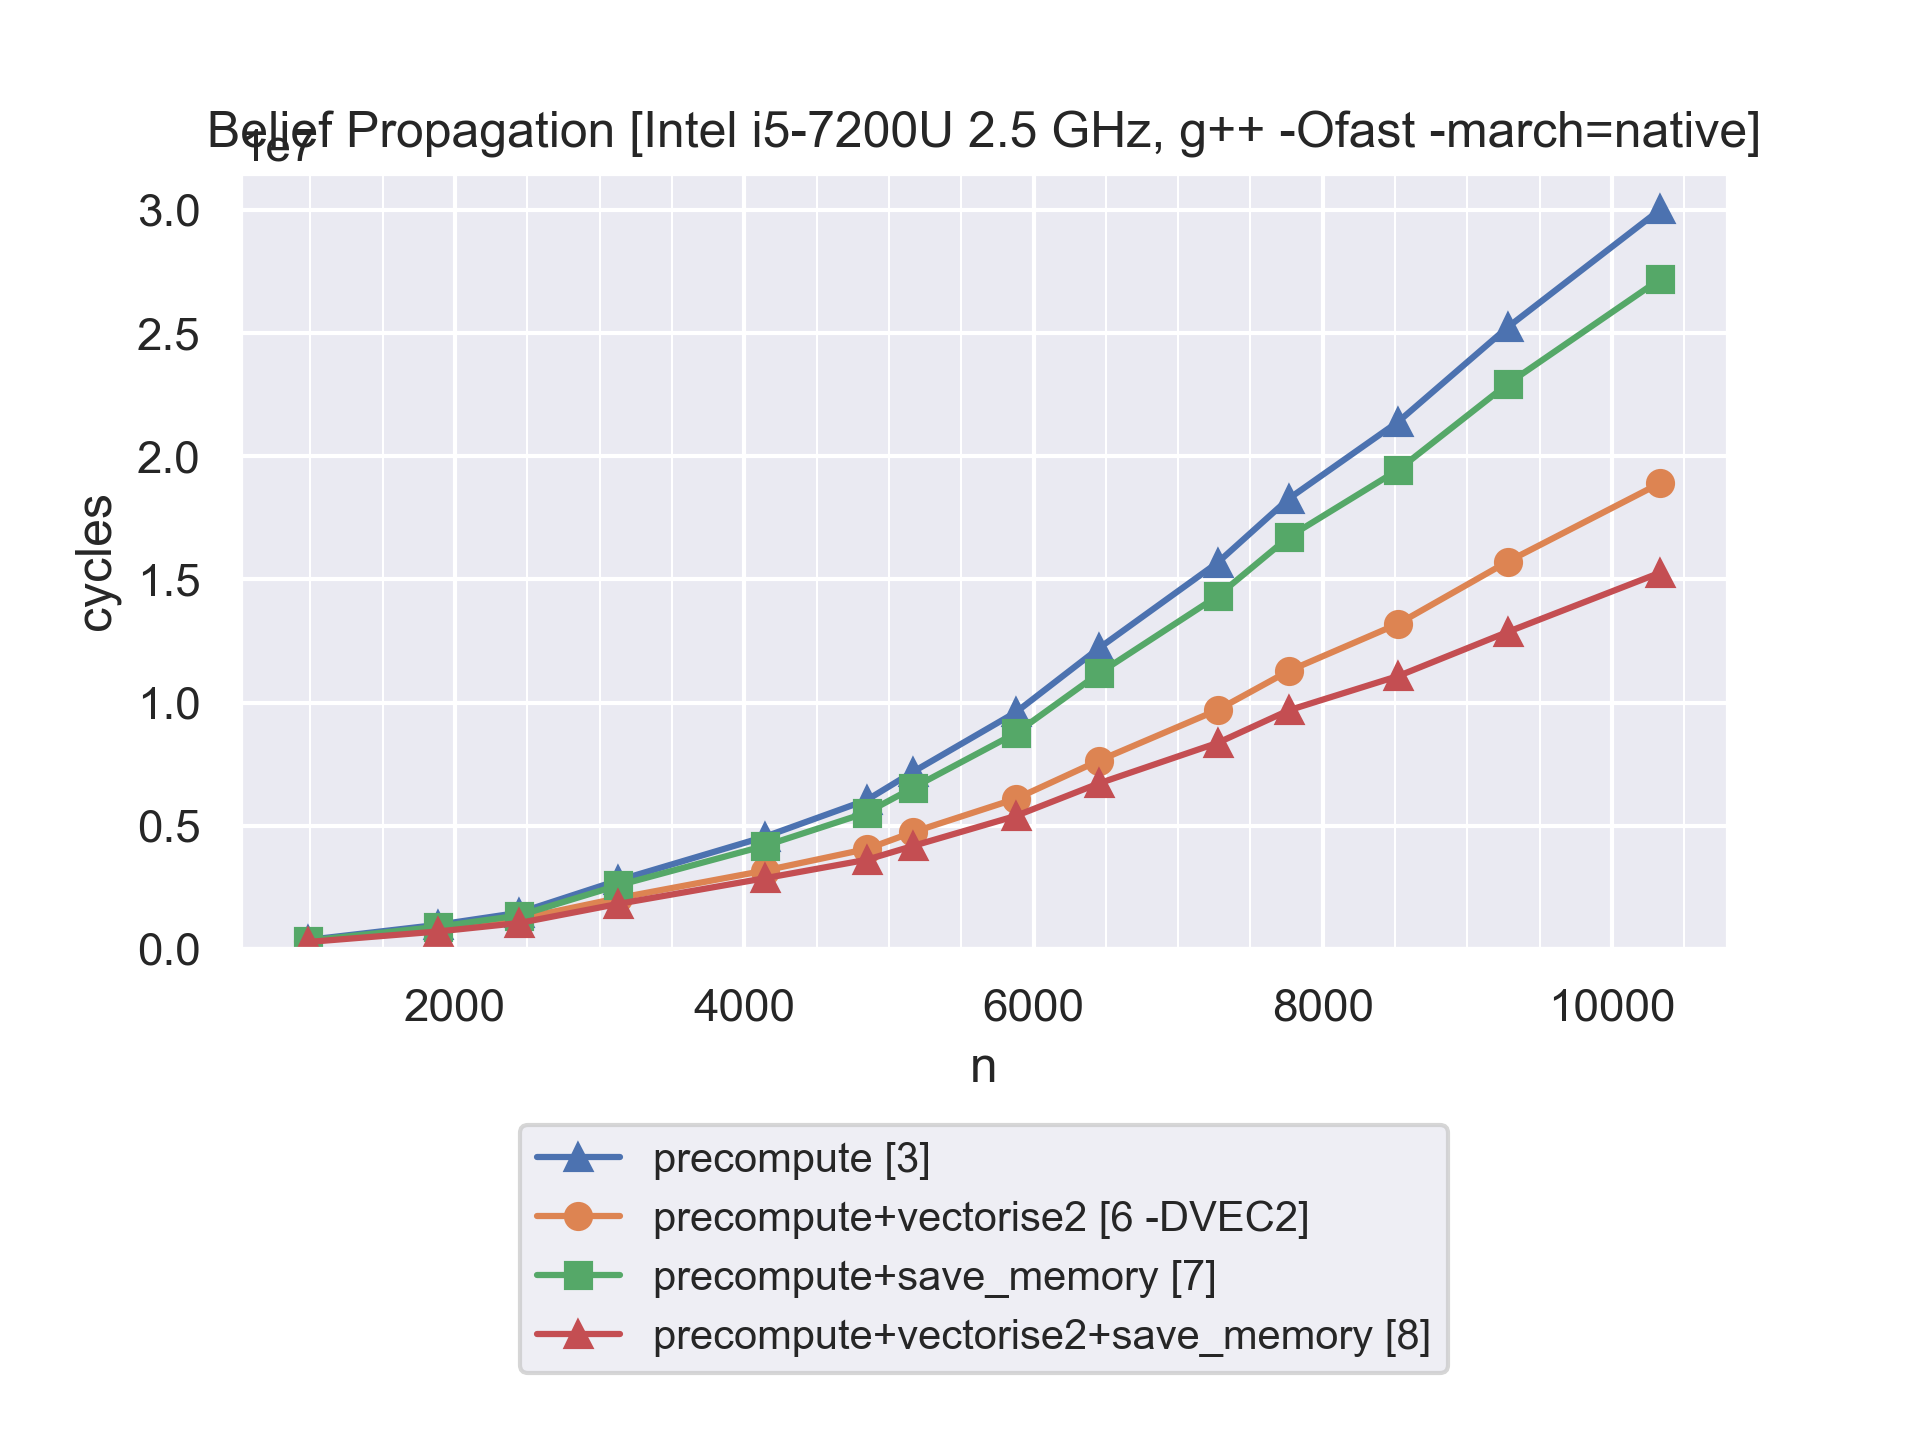 Belief Propagation [Intel i5-7200U 2.5 GHz, g++ -Ofast -march=native]
1e7
3.0
2.5
2.0
1.5
1.0
0.5
0.0
cycles
2000 4000 6000 8000 10000
n
precompute [3]
precompute+vectorise2 [6 -DVEC2]
precompute+save_memory [7]
precompute+vectorise2+save_memory [8]